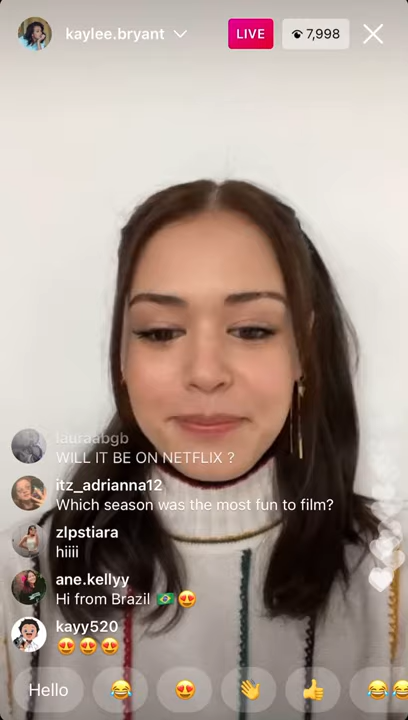 kaylee.bryant
LIVE
7,998
lauraabgb
WILL IT BE ON NETFLIX ?
itz_adrianna12
Which season was the most fun to film?
zlpstiara
hiiii
ane.kellyy
Hi from Brazil 🇧🇷😍
kayy520
😍😍😍
Hello 😂 😍 👋 👍 😂😂